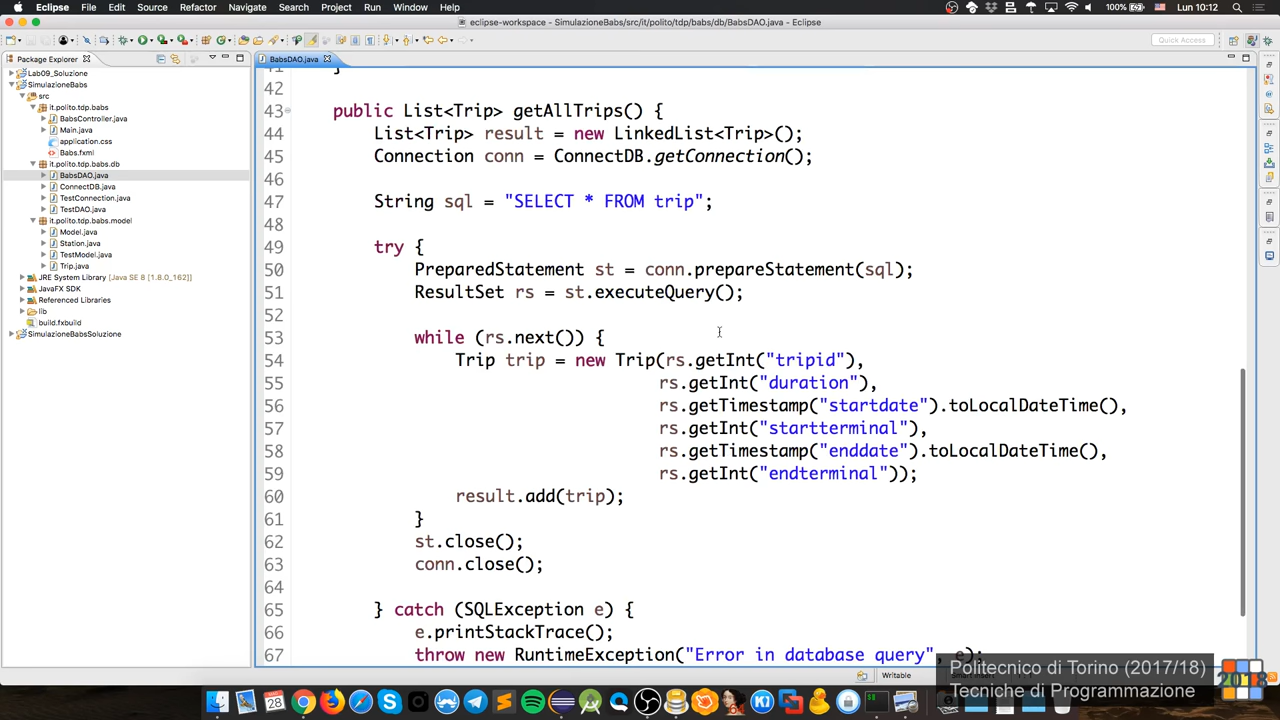 Eclipse File Edit Source Refactor Navigate Search Project Run Window Help 100% Lun 10:12
eclipse-workspace - SimulazioneBabs/src/it/polito/tdp/babs/db/BabsDAO.java - Eclipse
Quick Access
Package Explorer
BabsDAO.java
Lab09_Soluzione
SimulazioneBabs
src
it.polito.tdp.babs
BabsController.java
Main.java
application.css
Babs.fxml
it.polito.tdp.babs.db
BabsDAO.java
ConnectDB.java
TestConnection.java
TestDAO.java
it.polito.tdp.babs.model
Model.java
Station.java
TestModel.java
Trip.java
JRE System Library [Java SE 8 [1.8.0_162]]
JavaFX SDK
Referenced Libraries
lib
build.fxbuild
SimulazioneBabsSoluzione
41 }
42
43 public List<Trip> getAllTrips() {
44 List<Trip> result = new LinkedList<Trip>();
45 Connection conn = ConnectDB.getConnection();
46
47 String sql = "SELECT * FROM trip";
48
49 try {
50 PreparedStatement st = conn.prepareStatement(sql);
51 ResultSet rs = st.executeQuery();
52
53 while (rs.next()) {
54 Trip trip = new Trip(rs.getInt("tripid"),
55 rs.getInt("duration"),
56 rs.getTimestamp("startdate").toLocalDateTime(),
57 rs.getInt("startterminal"),
58 rs.getTimestamp("enddate").toLocalDateTime(),
59 rs.getInt("endterminal"));
60 result.add(trip);
61 }
62 st.close();
63 conn.close();
64
65 } catch (SQLException e) {
66 e.printStackTrace();
67 throw new RuntimeException("Error in database query", e);
Writable
Politecnico di Torino (2017/18)
Tecniche di Programmazione
2018